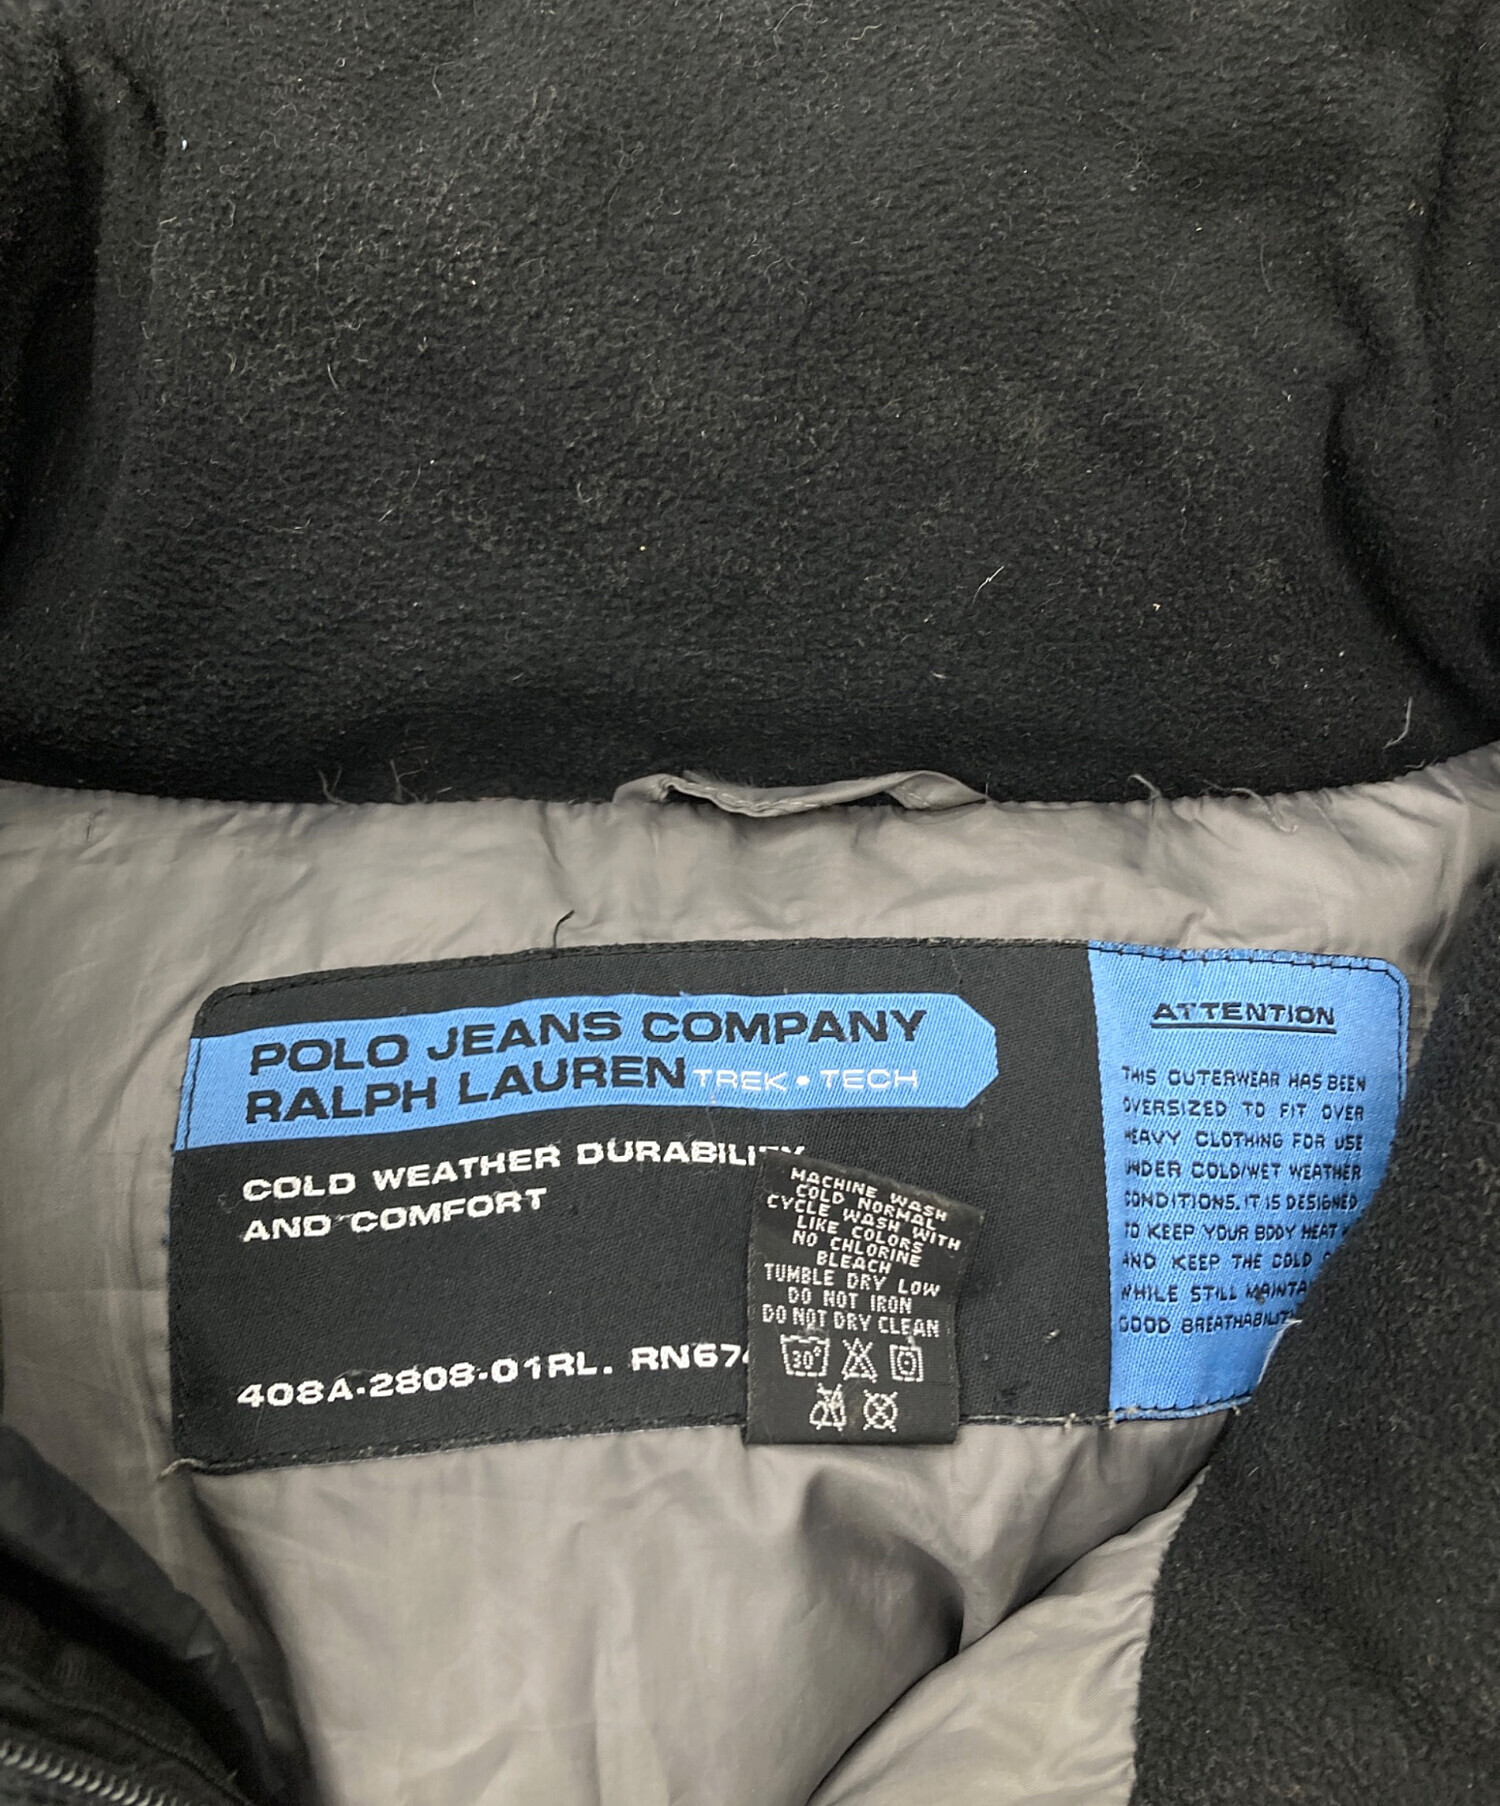 POLO JEANS COMPANY
RALPH LAUREN TREK • TECH
COLD WEATHER DURABILITY
AND COMFORT
408A-2808-01RL. RN67
MACHINE WASH
COLD NORMAL
CYCLE WASH WITH
LIKE COLORS
NO CHLORINE
BLEACH
TUMBLE DRY LOW
DO NOT IRON
DO NOT DRY CLEAN
30°
ATTENTION
THIS OUTERWEAR HAS BEEN
OVERSIZED TO FIT OVER
HEAVY CLOTHING FOR USE
UNDER COLD/WET WEATHER
CONDITIONS. IT IS DESIGNED
TO KEEP YOUR BODY HEAT
AND KEEP THE COLD
WHILE STILL MAINTA
GOOD BREATHABILIT